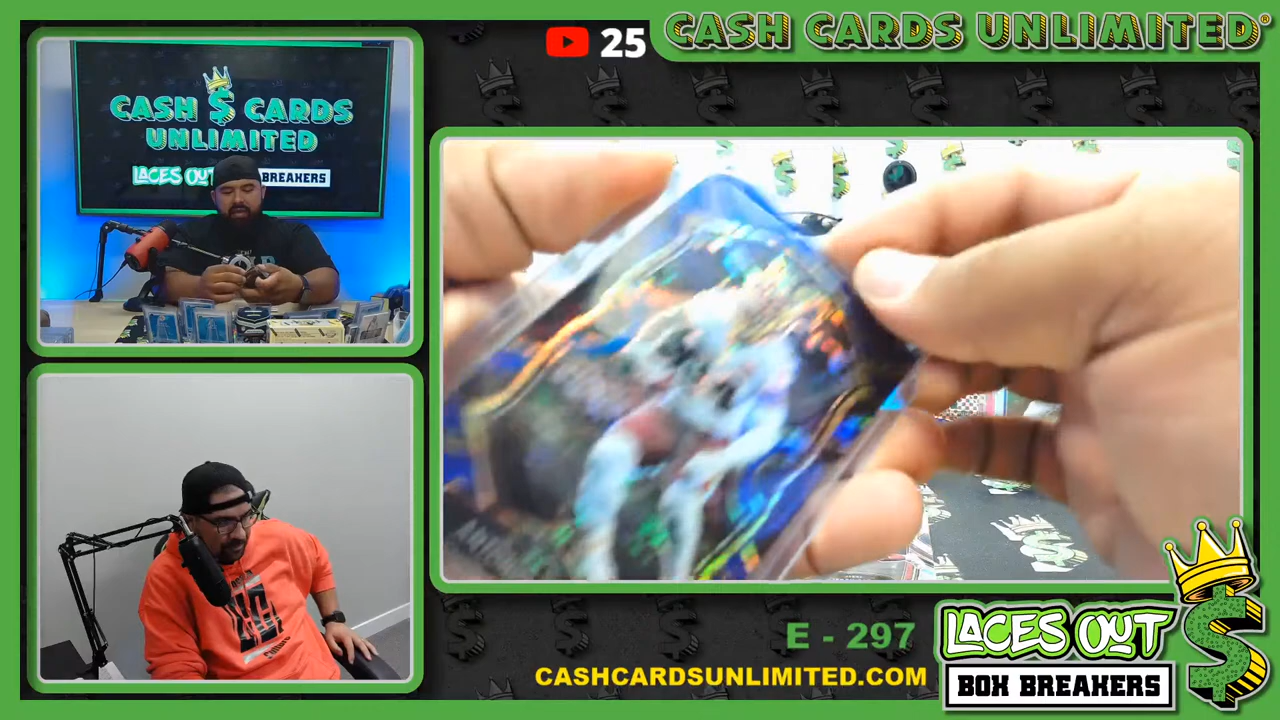 25
CASH CARDS UNLIMITED®
CASH $ CARDS
UNLIMITED
LACES OUT
BREAKERS
E - 297
CASHCARDSUNLIMITED.COM
LACES OUT
BOX BREAKERS